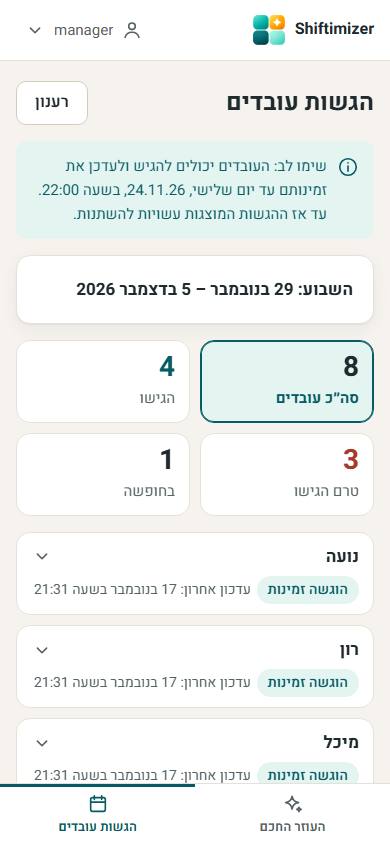 Shiftimizer
manager
הגשות עובדים
רענון
שימו לב: העובדים יכולים להגיש ולעדכן את
זמינותם עד יום שלישי, 24.11.26, בשעה 22:00.
עד אז ההגשות המוצגות עשויות להשתנות.
השבוע: 29 בנובמבר – 5 בדצמבר 2026
8
סה״כ עובדים
4
הגישו
3
טרם הגישו
1
בחופשה
נועה
הוגשה זמינות עדכון אחרון: 17 בנובמבר בשעה 21:31
רון
הוגשה זמינות עדכון אחרון: 17 בנובמבר בשעה 21:31
מיכל
הוגשה זמינות עדכון אחרון: 17 בנובמבר בשעה 21:31
העוזר החכם
הגשות עובדים